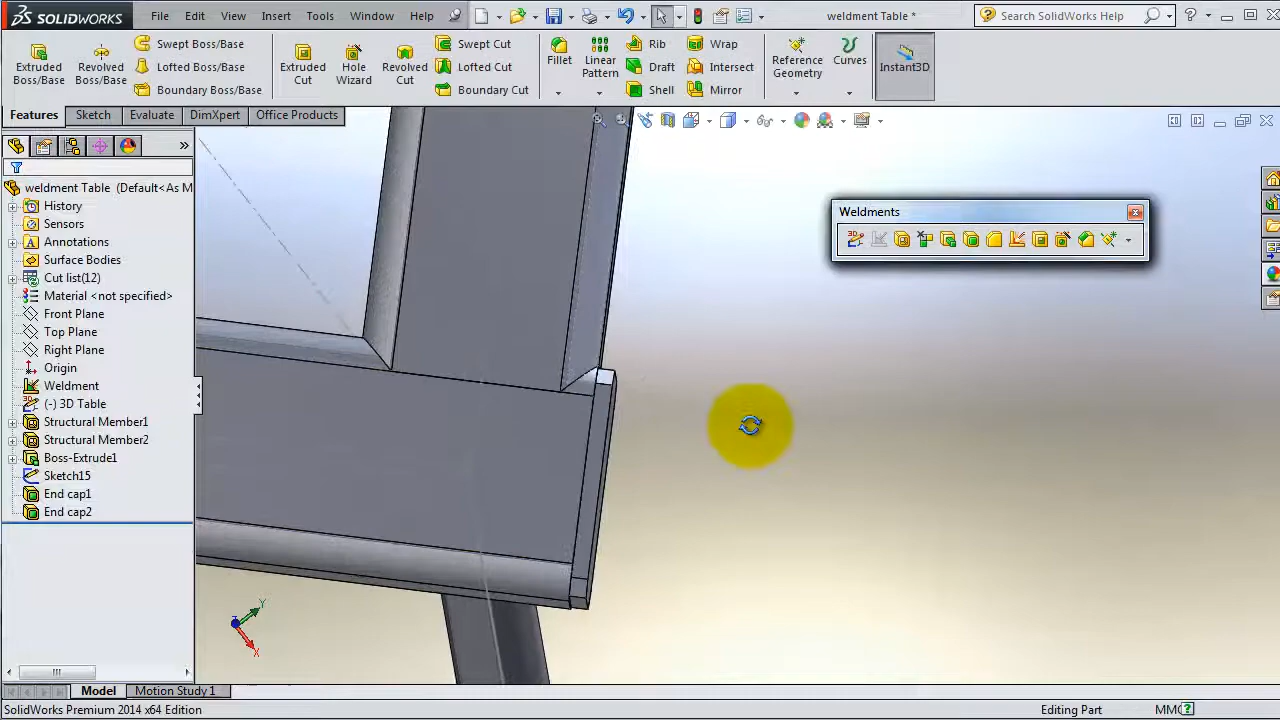 SOLIDWORKS File Edit View Insert Tools Window Help weldment Table * Search SolidWorks Help
Extruded Boss/Base
Revolved Boss/Base
Swept Boss/Base
Lofted Boss/Base
Boundary Boss/Base
Extruded Cut
Hole Wizard
Revolved Cut
Swept Cut
Lofted Cut
Boundary Cut
Fillet
Linear Pattern
Rib
Draft
Shell
Wrap
Intersect
Mirror
Reference Geometry
Curves
Instant3D
Features Sketch Evaluate DimXpert Office Products
weldment Table (Default<As M
History
Sensors
Annotations
Surface Bodies
Cut list(12)
Material <not specified>
Front Plane
Top Plane
Right Plane
Origin
Weldment
(-) 3D Table
Structural Member1
Structural Member2
Boss-Extrude1
Sketch15
End cap1
End cap2
Weldments
Y
X
Model Motion Study 1
SolidWorks Premium 2014 x64 Edition Editing Part